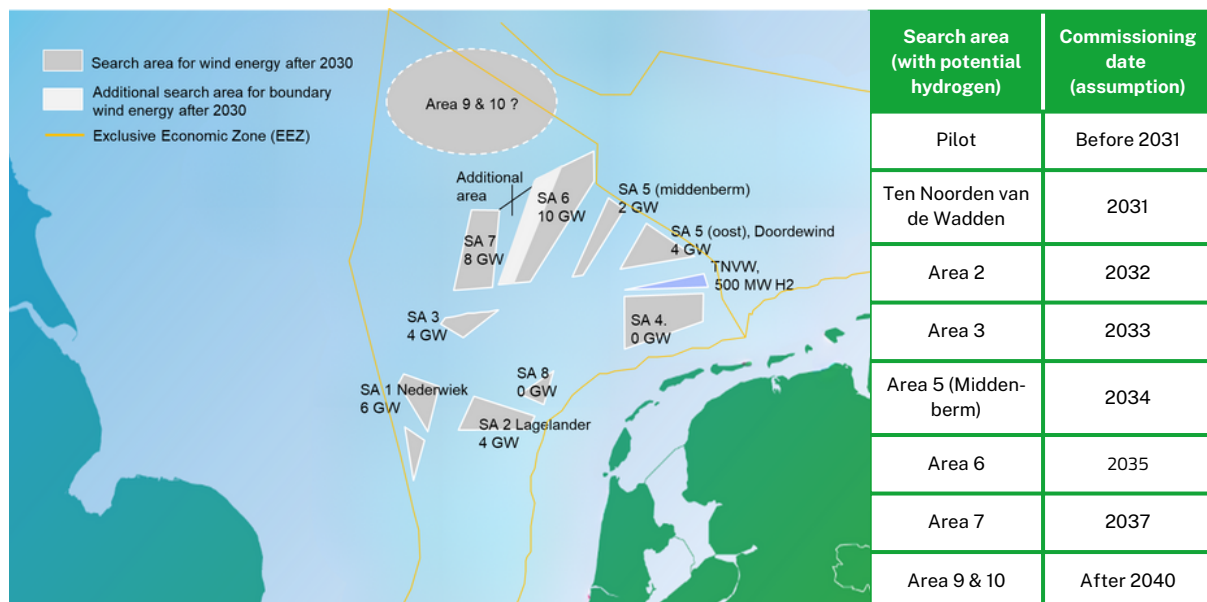 Search area for wind energy after 2030
Additional search area for boundary
wind energy after 2030
Exclusive Economic Zone (EEZ)
Area 9 & 10 ?
Additional
area
SA 6
10 GW
SA 5 (middenberm)
2 GW
SA 7
8 GW
SA 5 (oost), Doordewind
4 GW
TNVW,
500 MW H2
SA 3
4 GW
SA 4.
0 GW
SA 8
0 GW
SA 1 Nederwiek
6 GW
SA 2 Lagelander
4 GW
Search area
(with potential
hydrogen)
Commissioning
date
(assumption)
Pilot
Before 2031
Ten Noorden van
de Wadden
2031
Area 2
2032
Area 3
2033
Area 5 (Midden-
berm)
2034
Area 6
2035
Area 7
2037
Area 9 & 10
After 2040